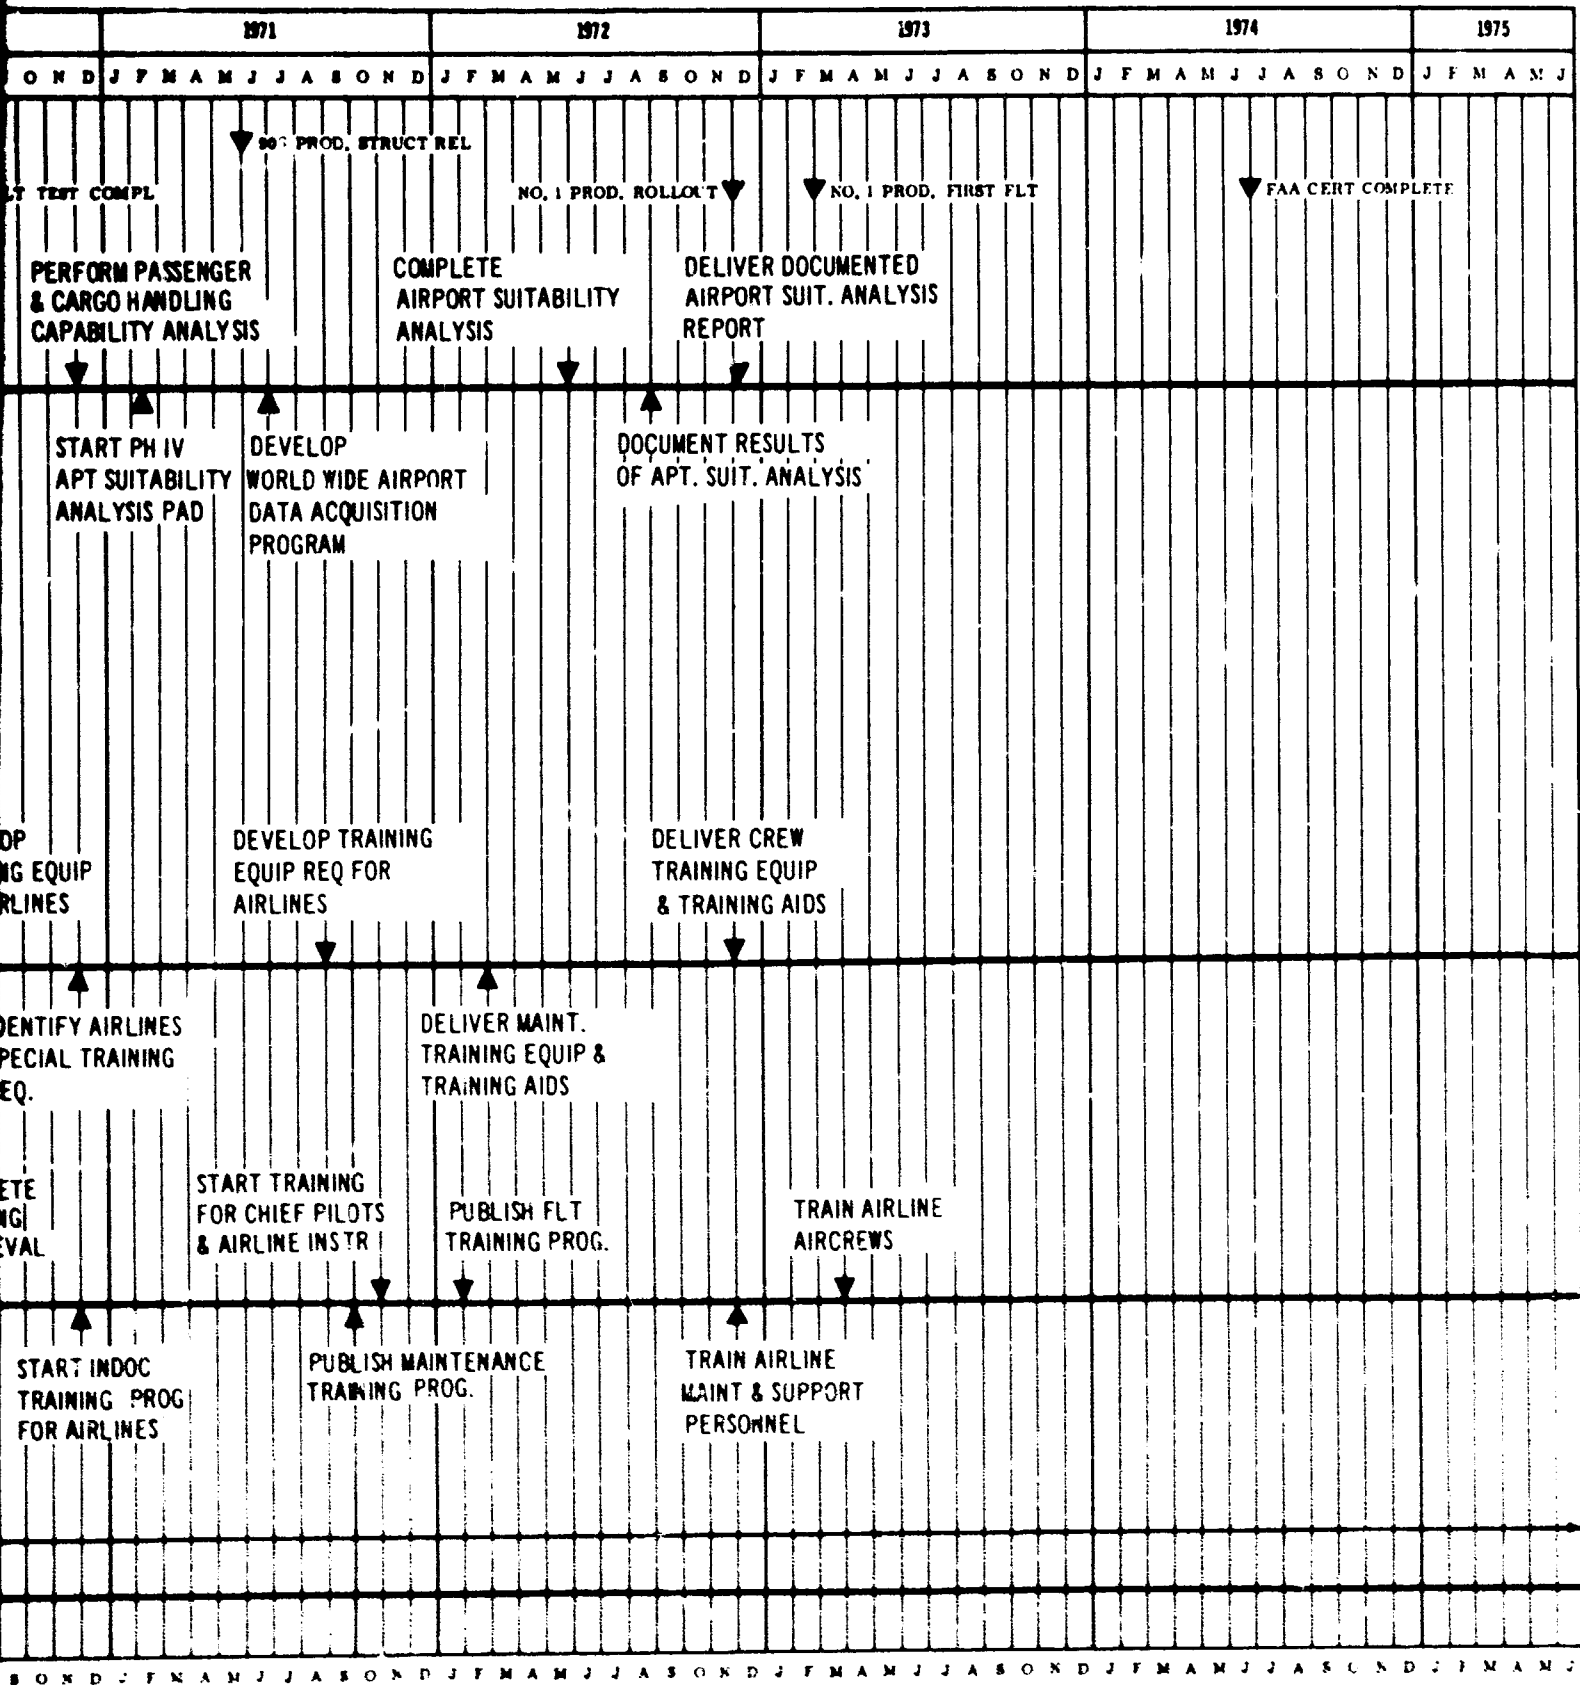 1971 1972 1973 1974 1975
O N D J F M A M J J A S O N D J F M A M J J A S O N D J F M A M J J A S O N D J F M A M J J A S O N D J F M A M J
PROD. STRUCT REL
LT TEST COMPL
NO. 1 PROD. ROLLOUT
NO. 1 PROD. FIRST FLT
FAA CERT COMPLETE
PERFORM PASSENGER
& CARGO HANDLING
CAPABILITY ANALYSIS
COMPLETE
AIRPORT SUITABILITY
ANALYSIS
DELIVER DOCUMENTED
AIRPORT SUIT. ANALYSIS
REPORT
START PH IV
APT SUITABILITY
ANALYSIS PAD
DEVELOP
WORLD WIDE AIRPORT
DATA ACQUISITION
PROGRAM
DOCUMENT RESULTS
OF APT. SUIT. ANALYSIS
OP
NG EQUIP
RLINES
DEVELOP TRAINING
EQUIP REQ FOR
AIRLINES
DELIVER CREW
TRAINING EQUIP
& TRAINING AIDS
DENTIFY AIRLINES
PECIAL TRAINING
EQ.
DELIVER MAINT.
TRAINING EQUIP &
TRAINING AIDS
ETE
NG
EVAL
START TRAINING
FOR CHIEF PILOTS
& AIRLINE INSTR
PUBLISH FLT
TRAINING PROG.
TRAIN AIRLINE
AIRCREWS
START INDOC
TRAINING PROG
FOR AIRLINES
PUBLISH MAINTENANCE
TRAINING PROG.
TRAIN AIRLINE
MAINT & SUPPORT
PERSONNEL
S O N D J F M A M J J A S O N D J F M A M J J A S O N D J F M A M J J A S O N D J F M A M J J A S O N D J F M A M J